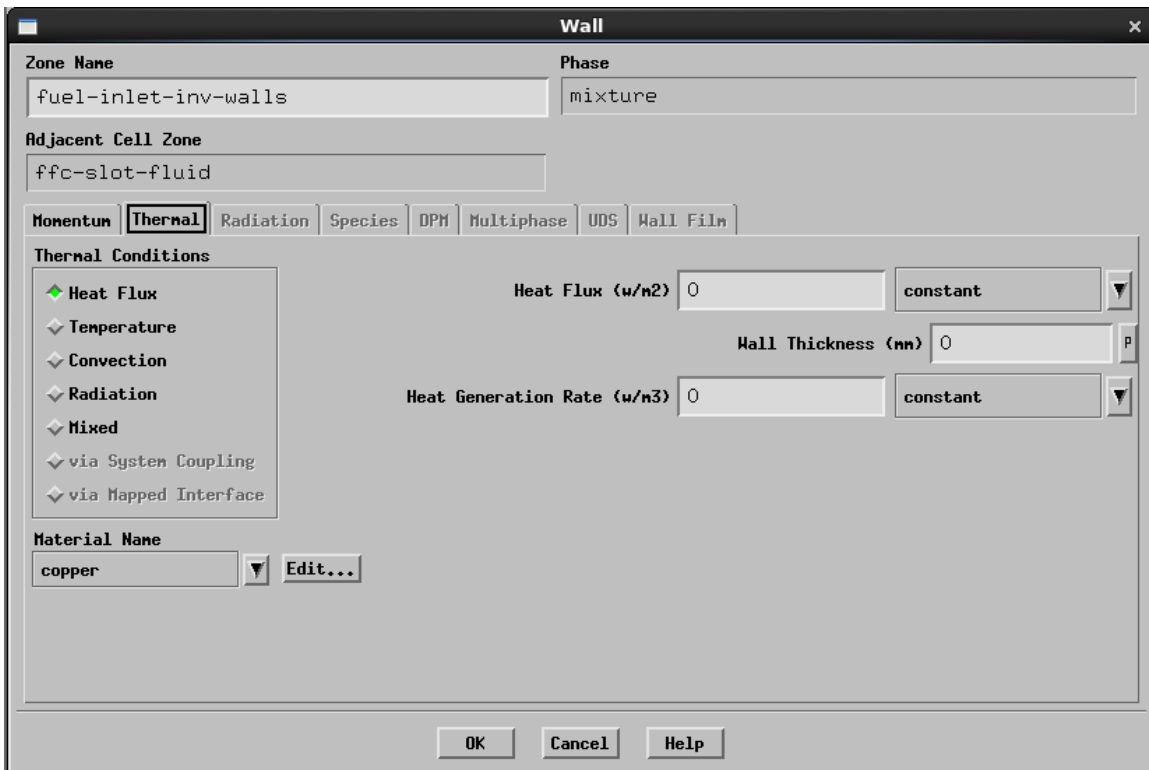 Wall
Zone Name
Phase
fuel-inlet-inv-walls
mixture
Adjacent Cell Zone
ffc-slot-fluid
Momentum Thermal Radiation Species DPM Multiphase UDS Wall Film
Thermal Conditions
Heat Flux
Temperature
Convection
Radiation
Mixed
via System Coupling
via Mapped Interface
Heat Flux (w/m2) 0 constant
Wall Thickness (mm) 0 P
Heat Generation Rate (w/m3) 0 constant
Material Name
copper Edit...
OK Cancel Help